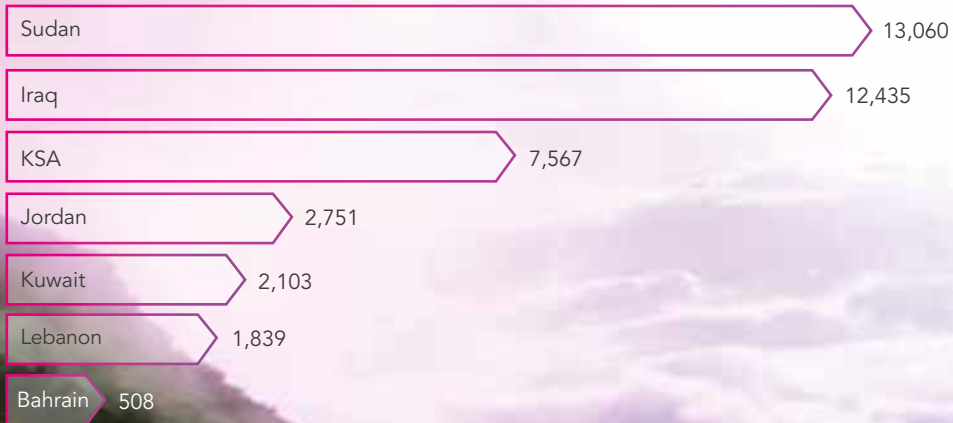 Sudan 13,060
Iraq 12,435
KSA 7,567
Jordan 2,751
Kuwait 2,103
Lebanon 1,839
Bahrain 508